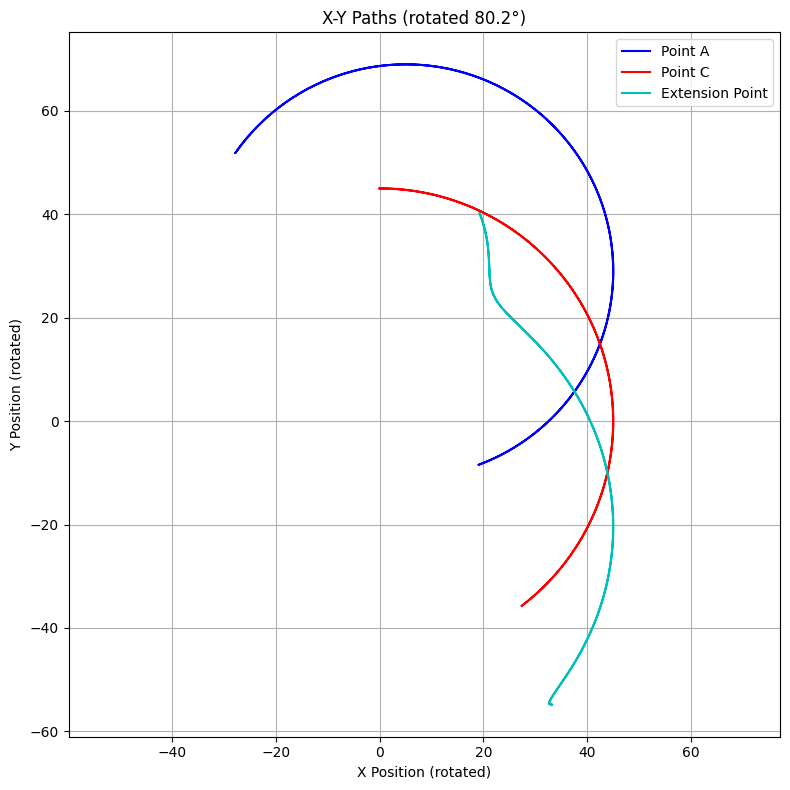 X-Y Paths (rotated 80.2°)
Point A
Point C
Extension Point
60
40
20
0
−20
−40
−60
Y Position (rotated)
−40
−20
0
20
40
60
X Position (rotated)